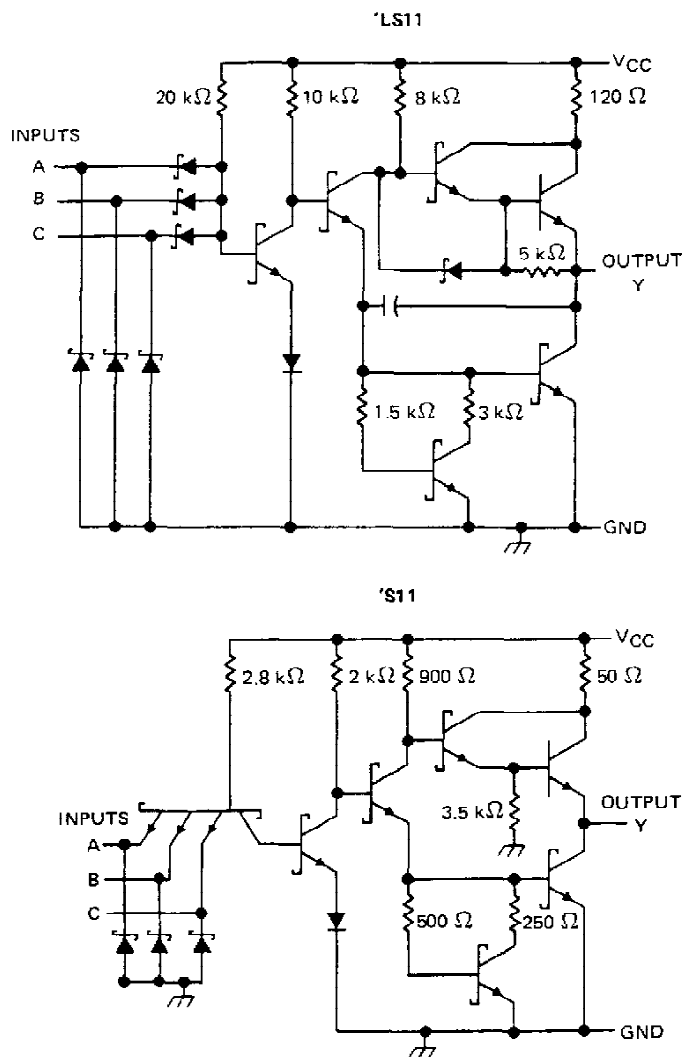 'LS11
VCC
20 kΩ 10 kΩ 8 kΩ 120 Ω
INPUTS
A
B
C
5 kΩ OUTPUT
Y
1.5 kΩ 3 kΩ
GND
'S11
VCC
2.8 kΩ 2 kΩ 900 Ω 50 Ω
INPUTS OUTPUT
3.5 kΩ Y
A
B
C
500 Ω 250 Ω
GND